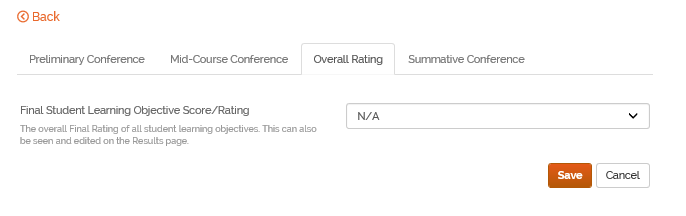 Back
Preliminary Conference
Mid-Course Conference
Overall Rating
Summative Conference
Final Student Learning Objective Score/Rating
N/A
The overall Final Rating of all student learning objectives. This can also
be seen and edited on the Results page.
Save
Cancel